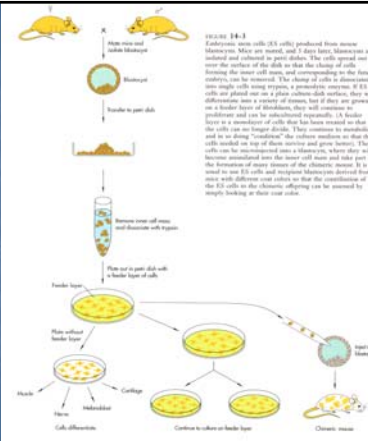 FIGURE 14-3
Embryonic stem cells (ES cells) produced from mouse
blastocysts. Mice are mated, and 3 days later, blastocysts a
isolated and cultured in petri dishes. The cells spread out
over the surface of the dish so that the clump of cells
forming the inner cell mass, and corresponding to the futu
embryo, can be removed. The clump of cells is dissociate
into single cells using trypsin, a proteolytic enzyme. If ES
cells are plated out on a plain culture-dish surface, they w
differentiate into a variety of tissues, but if they are grown
on a feeder layer of fibroblasts, they will continue to
proliferate and can be subcultured repeatedly. (A feeder
layer is a monolayer of cells that has been treated so that
the cells can no longer divide. They continue to metabolize
and in so doing "condition" the culture medium so that the
cells seeded on top of them survive and grow better). The
cells can be microinjected into a blastocyst, where they wi
become assimilated into the inner cell mass and take part
the formation of many tissues of the chimeric mouse. It is
usual to use ES cells and recipient blastocysts derived from
mice with different coat colors so that the contribution of
the ES cells to the chimeric offspring can be assessed by
simply looking at their coat color.
Mate mice and
isolate blastocyst
Blastocyst
Transfer to petri dish
Remove inner cell mass
and dissociate with trypsin
Plate out in petri dish with
a feeder layer of cells
Feeder layer
Plate without
feeder layer
Inject
blasto
Muscle
Cartilage
Nerve
Melanoblast
Cells differentiate
Continue to culture on feeder layer
Chimeric mouse